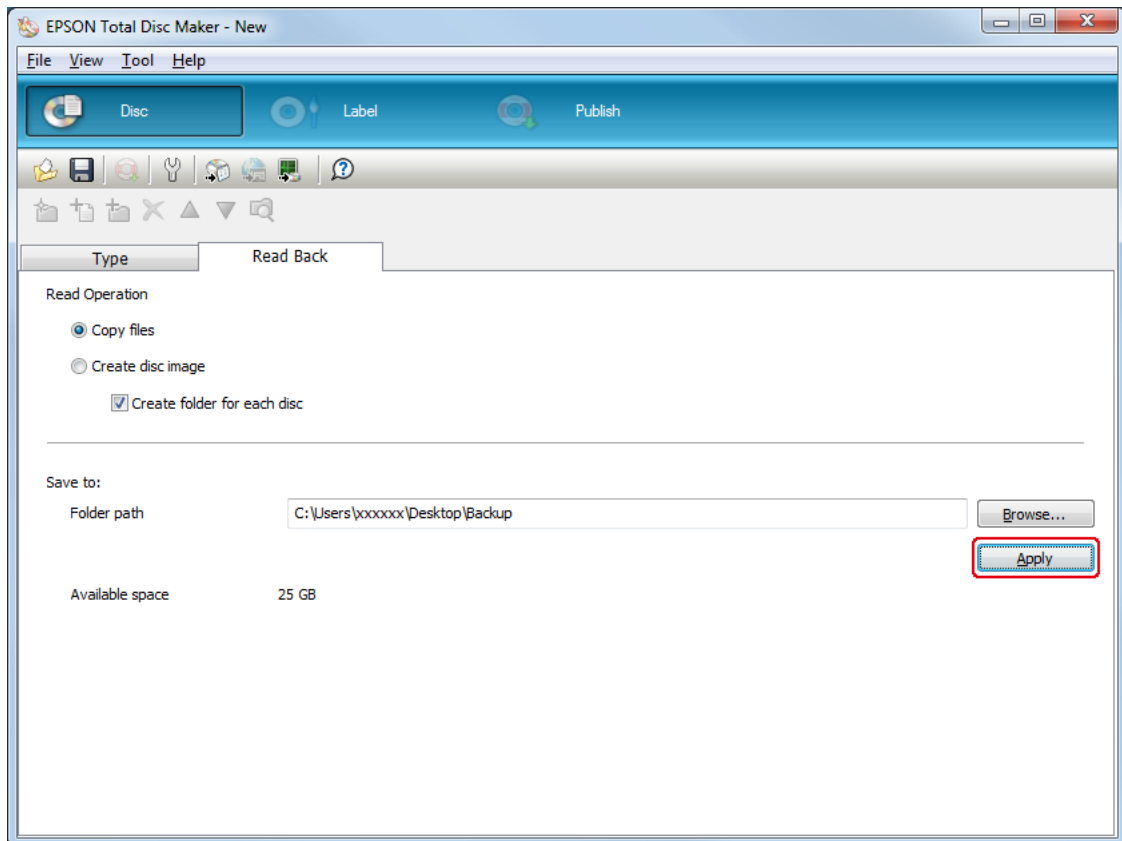 EPSON Total Disc Maker - New
File View Tool Help
Disc Label Publish
Type Read Back
Read Operation
Copy files
Create disc image
Create folder for each disc
Save to:
Folder path C:\Users\xxxxxx\Desktop\Backup Browse...
Apply
Available space 25 GB